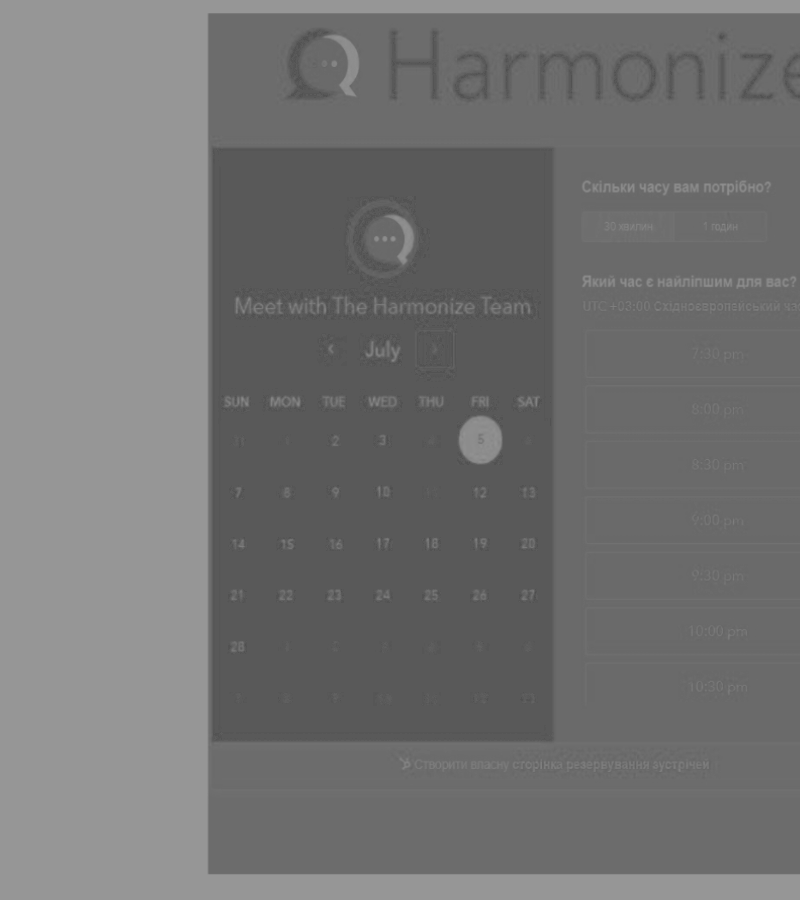 Harmonize
Meet with The Harmonize Team
July
SUN MON TUE WED THU FRI SAT
31 1 2 3 4 5 6
7 8 9 10 11 12 13
14 15 16 17 18 19 20
21 22 23 24 25 26 27
28 1 2 3 4 5 6
7 8 9 10 11 12 13
Скільки часу вам потрібно?
30 хвилин 1 годин
Який час є найліпшим для вас?
UTC +03:00 Східноєвропейський
7:30 pm
8:00 pm
8:30 pm
9:00 pm
9:30 pm
10:00 pm
10:30 pm
Створити власну сторінка резервування зустрічей